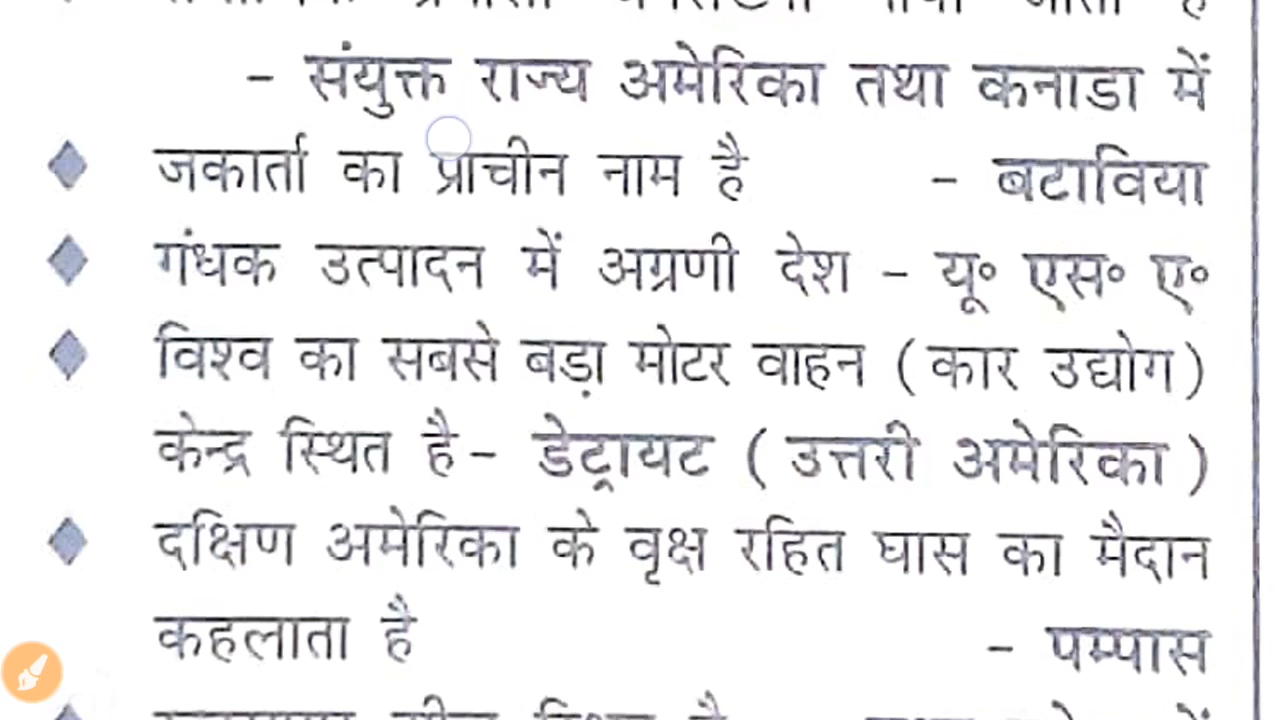 - संयुक्त राज्य अमेरिका तथा कनाडा में
जकार्ता का प्राचीन नाम है - बटाविया
गंधक उत्पादन में अग्रणी देश - यू॰ एस॰ ए॰
विश्व का सबसे बड़ा मोटर वाहन (कार उद्योग)
केन्द्र स्थित है - डेट्रायट (उत्तरी अमेरिका)
दक्षिण अमेरिका के वृक्ष रहित घास का मैदान
कहलाता है - पम्पास